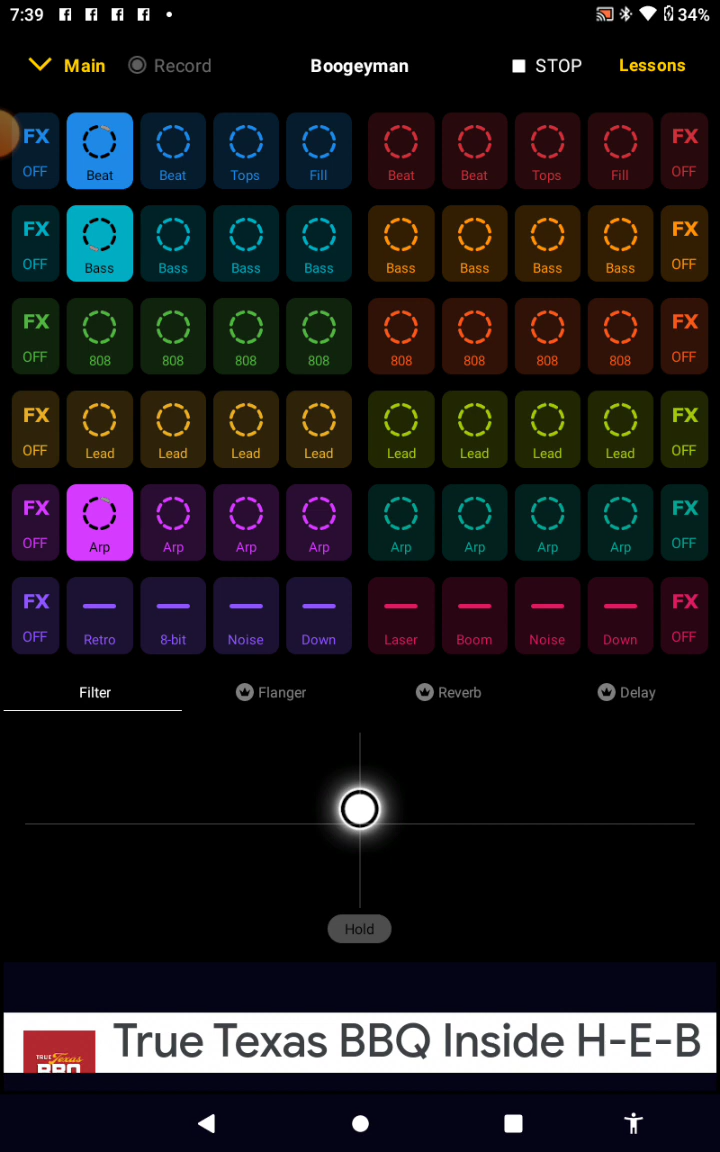 7:39 34%
Main Record Boogeyman STOP Lessons
FX Beat Beat Tops Fill Beat Beat Tops Fill FX
OFF OFF
FX Bass Bass Bass Bass Bass Bass Bass Bass FX
OFF OFF
FX 808 808 808 808 808 808 808 808 FX
OFF OFF
FX Lead Lead Lead Lead Lead Lead Lead Lead FX
OFF OFF
FX Arp Arp Arp Arp Arp Arp Arp Arp FX
OFF OFF
FX Retro 8-bit Noise Down Laser Boom Noise Down FX
OFF OFF
Filter Flanger Reverb Delay
Hold
TRUE Texas BBQ
True Texas BBQ Inside H-E-B